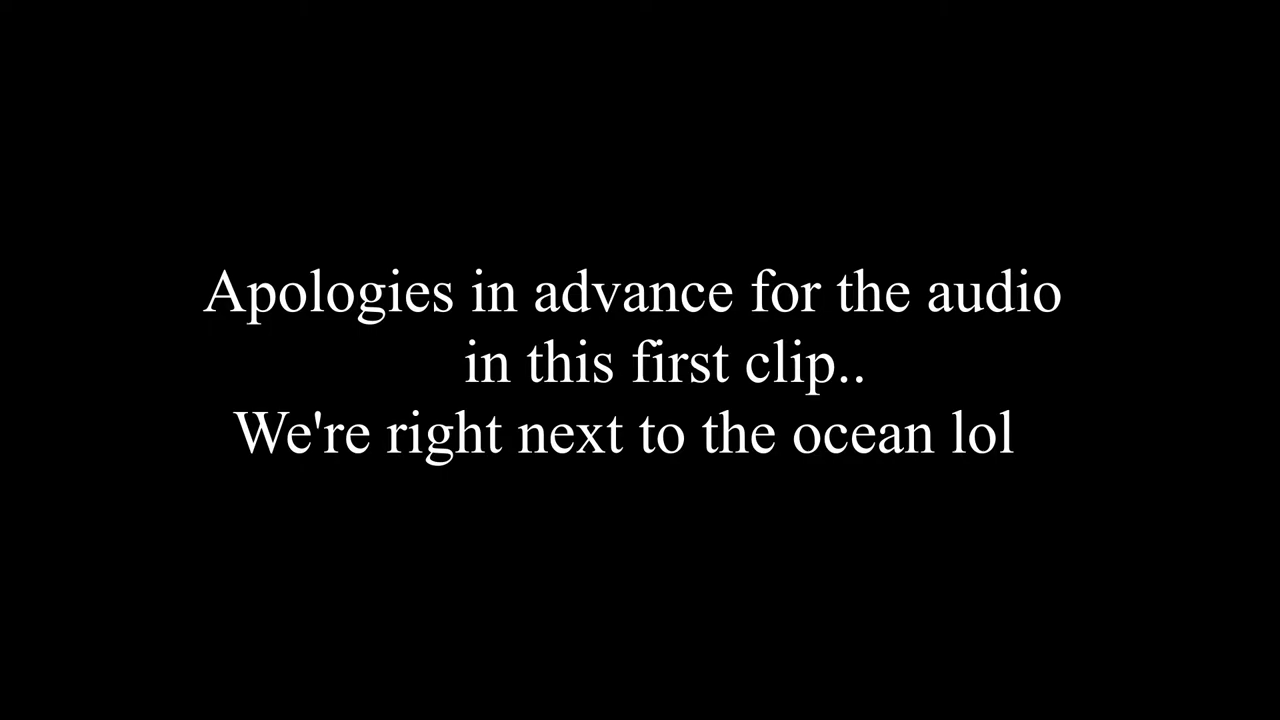 Apologies in advance for the audio
in this first clip..
We're right next to the ocean lol